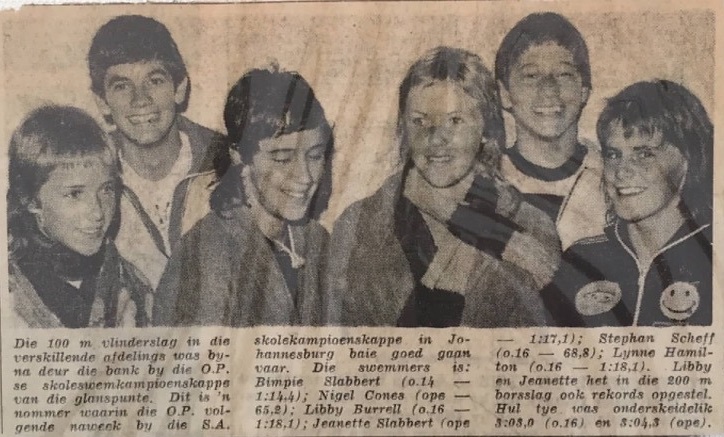 Die 100 m vlinderslag in die
verskillende afdelings was by-
na deur die bank by die O.P.
se skoleswemkampioenskappe
van die glanspunte. Dit is 'n
nommer waarin die O.P. vol-
gende naweek by die S.A.
skolekampioenskappe in Jo-
hannesburg baie goed gaan
vaar. Die swemmers is:
Bimpie Slabbert (o.14 —
1:14,4); Nigel Cones (ope —
65,2); Libby Burrell (o.16 —
1:18,1); Jeanette Slabbert (ope
— 1:17,1); Stephan Scheff
(o.16 — 68,8); Lynne Hamil-
ton (o.16 — 1:18,1). Libby
en Jeanette het in die 200 m
borsslag ook rekords opgestel.
Hul tye was onderskeidelik
3:03,0 (o.16) en 3:04,3 (ope).